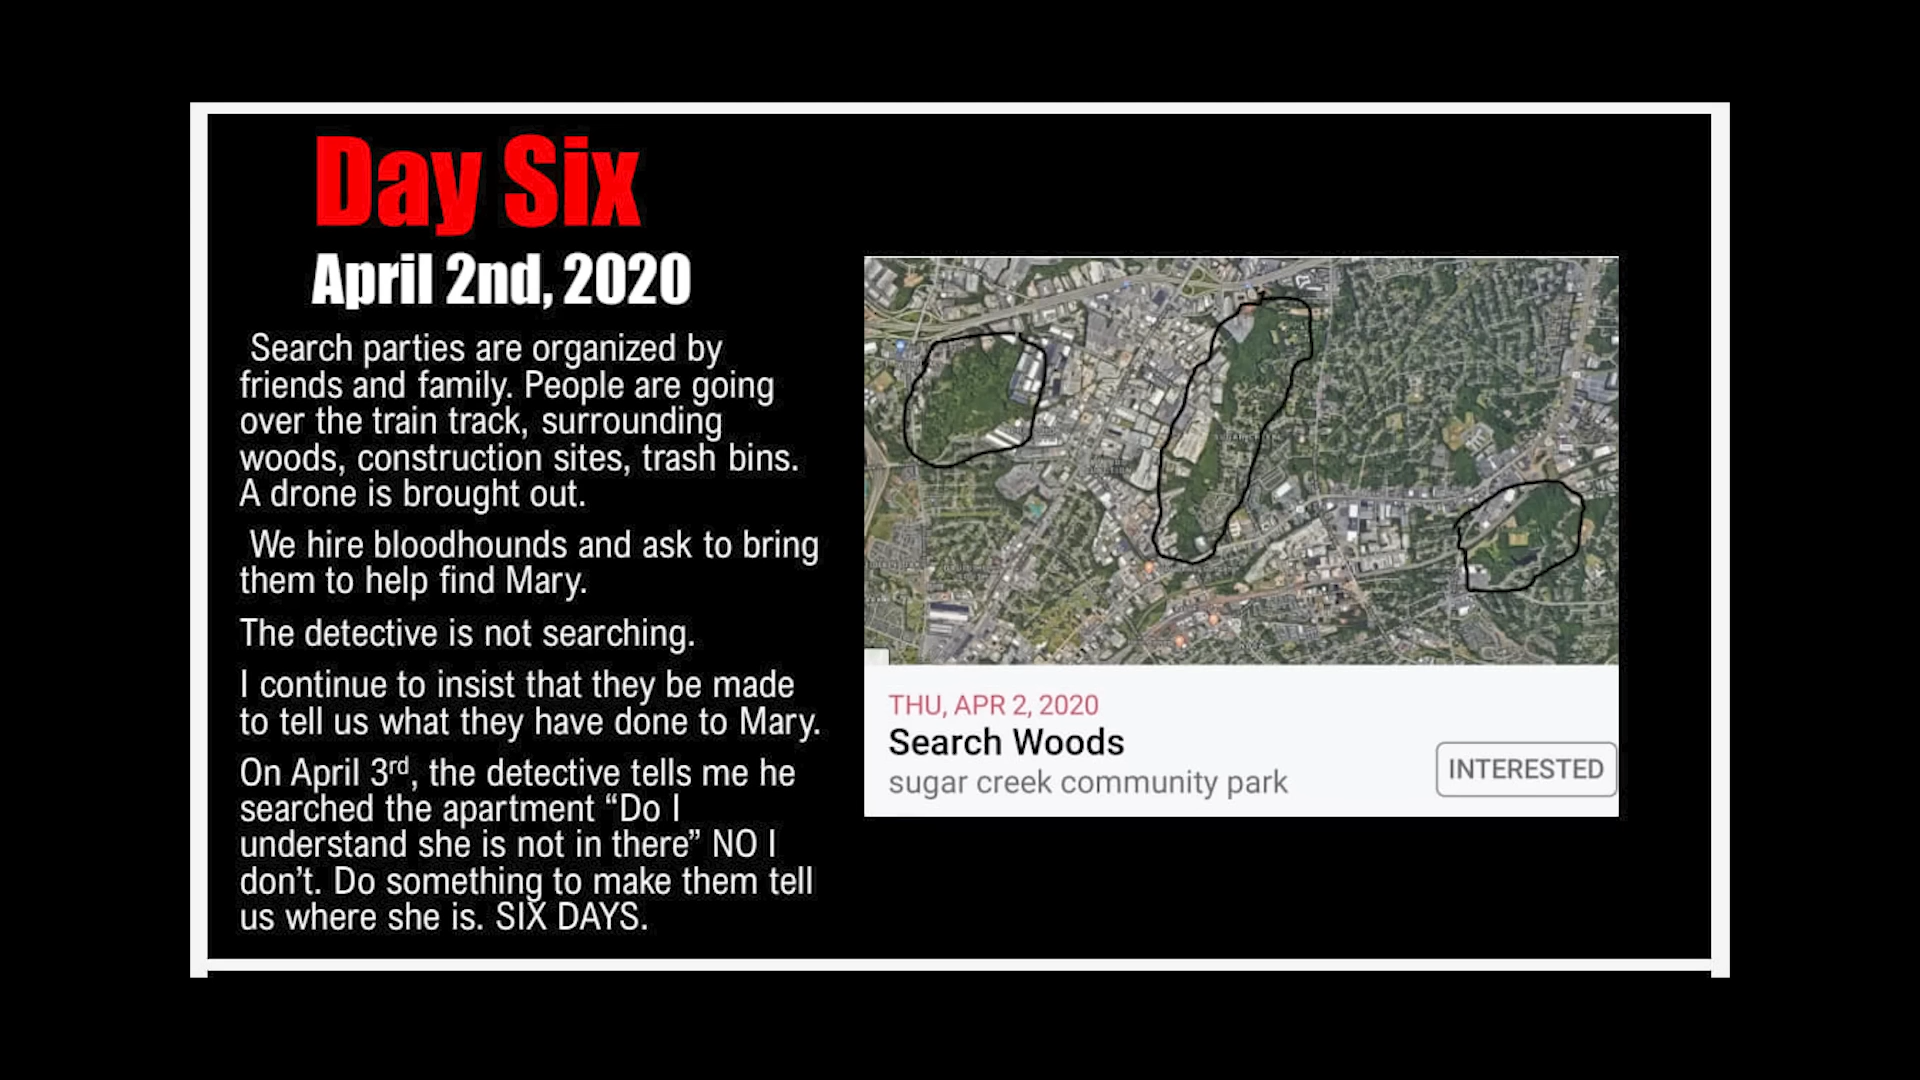 Day Six
April 2nd, 2020
Search parties are organized by
friends and family. People are going
over the train track, surrounding
woods, construction sites, trash bins.
A drone is brought out.
We hire bloodhounds and ask to bring
them to help find Mary.
The detective is not searching.
I continue to insist that they be made
to tell us what they have done to Mary.
On April 3rd, the detective tells me he
searched the apartment “Do I
understand she is not in there” NO I
don’t. Do something to make them tell
us where she is. SIX DAYS.
THU, APR 2, 2020
Search Woods
sugar creek community park
INTERESTED